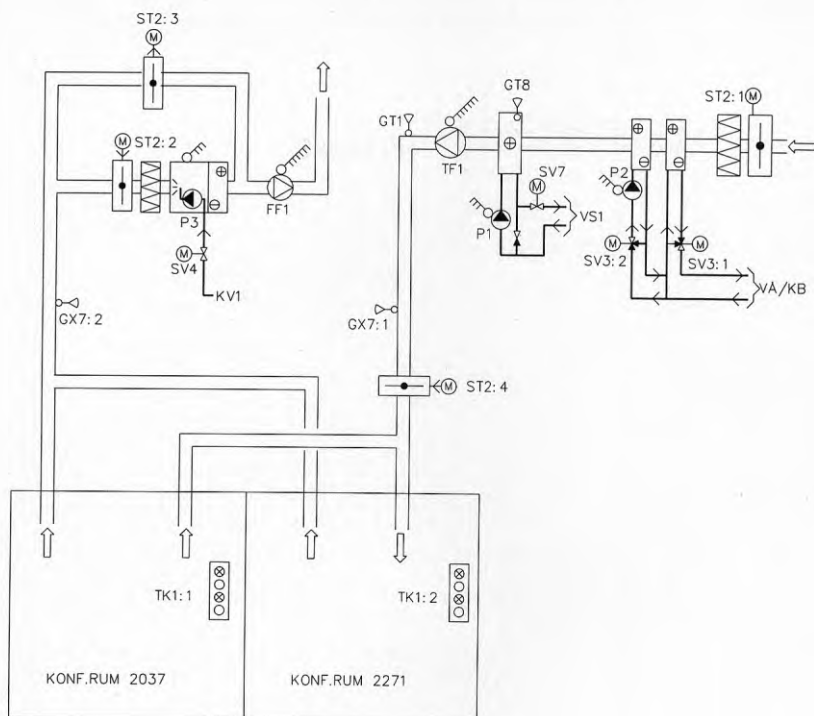 ST2:3
M
GT8
ST2:1 M
GT1
M ST2:2
SV7
M
TF1
P2
FF1
P3
P1
VS1
M
SV4
M
M
SV3:2
SV3:1
VÄ/KB
KV1
GX7:2
GX7:1
M ST2:4
TK1:1
TK1:2
KONF.RUM 2037
KONF.RUM 2271